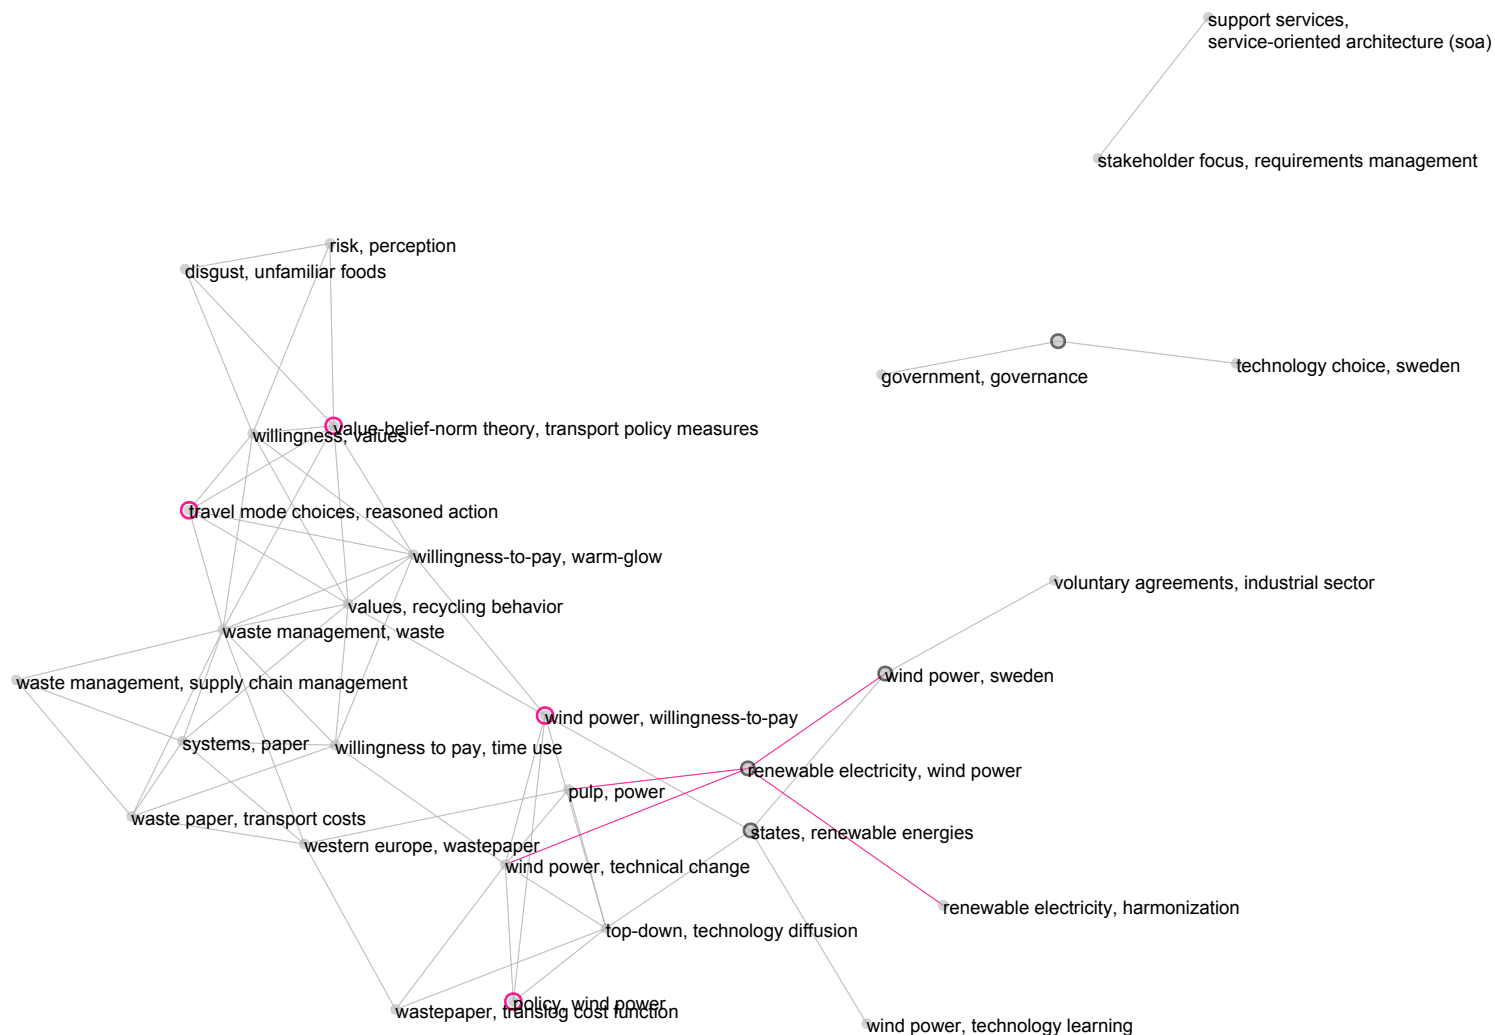 support services,
service-oriented architecture (soa)
stakeholder focus, requirements management
risk, perception
disgust, unfamiliar foods
technology choice, sweden
government, governance
value-belief-norm theory, transport policy measures
willingness, values
travel mode choices, reasoned action
willingness-to-pay, warm-glow
voluntary agreements, industrial sector
values, recycling behavior
waste management, waste
wind power, sweden
waste management, supply chain management
wind power, willingness-to-pay
systems, paper
willingness to pay, time use
renewable electricity, wind power
pulp, power
waste paper, transport costs
states, renewable energies
western europe, wastepaper
wind power, technical change
renewable electricity, harmonization
top-down, technology diffusion
policy, wind power
wastepaper, translog cost function
wind power, technology learning